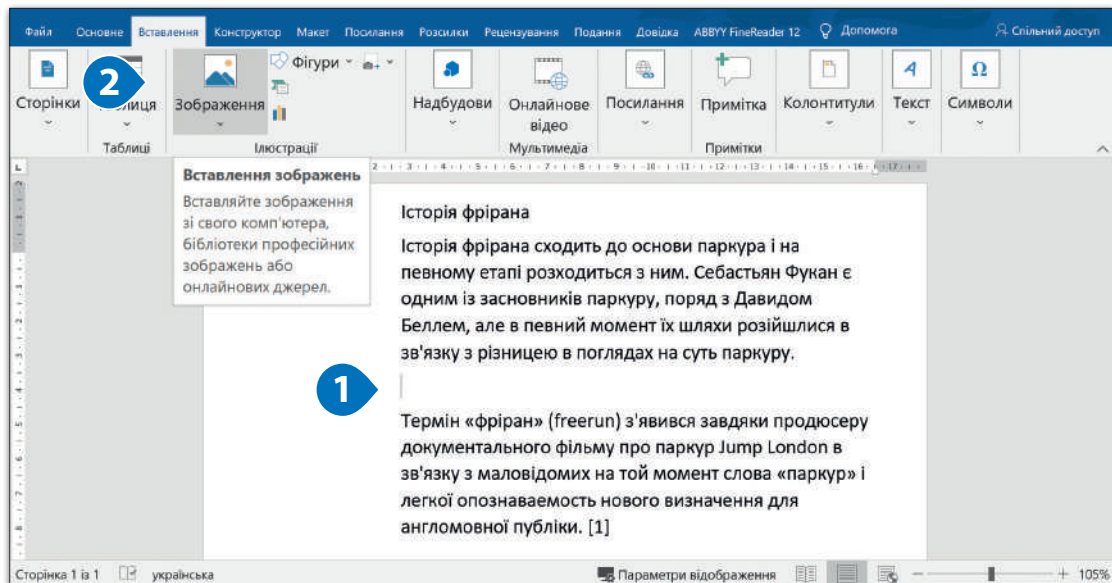 Файл Основне Вставлення Конструктор Макет Посилання Розсилки Рецензування Подання Довідка ABBYY FineReader 12 Допомога Спільний доступ
2
Сторінки
Зображення
Фігури
Надбудови
Онлайнове
відео
Посилання
Примітка
Колонтитули
Текст
Символи
Таблиці
Ілюстрації
Мультимедіа
Примітки
Вставлення зображень
Вставляйте зображення
зі свого комп'ютера,
бібліотеки професійних
зображень або
онлайнових джерел.
Історія фрірана
Історія фрірана сходить до основи паркура і на
певному етапі розходиться з ним. Себастьян Фукан є
одним із засновників паркуру, поряд з Давидом
Беллем, але в певний момент їх шляхи розійшлися в
зв'язку з різницею в поглядах на суть паркуру.
1
Термін «фріран» (freerun) з'явився завдяки продюсеру
документального фільму про паркур Jump London в
зв'язку з маловідомих на той момент слова «паркур» і
легкої опознаваемость нового визначення для
англомовної публіки. [1]
Сторінка 1 із 1 українська Параметри відображення 105%